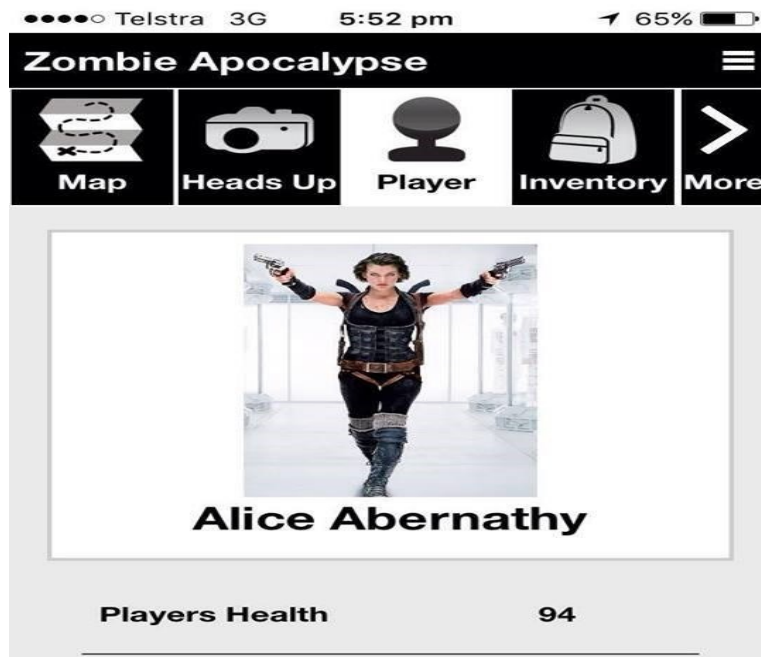 Telstra 3G 5:52 pm 65%
Zombie Apocalypse
Map Heads Up Player Inventory More
Alice Abernathy
Players Health 94